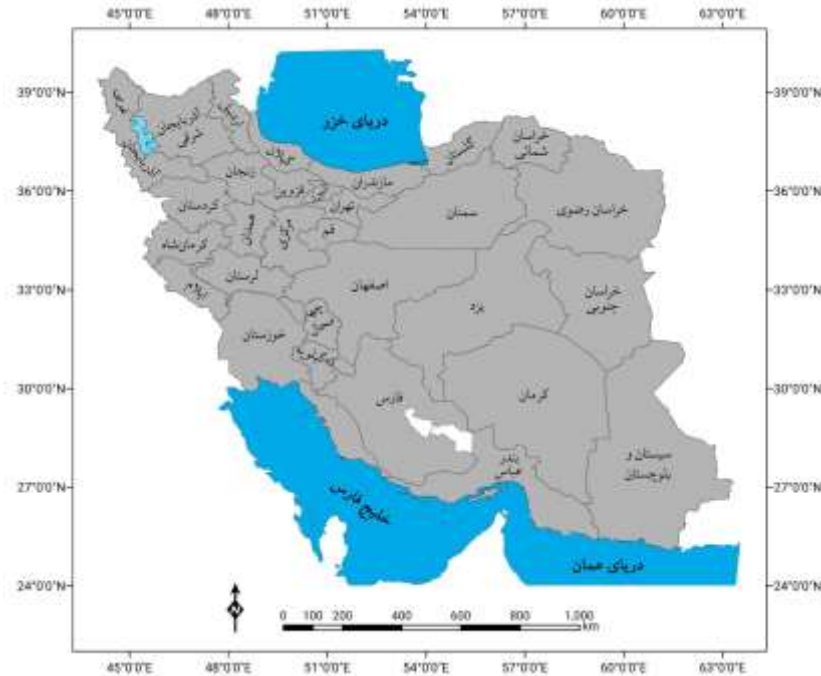 45°0'0"E 48°0'0"E 51°0'0"E 54°0'0"E 57°0'0"E 60°0'0"E 63°0'0"E
39°0'0"N
39°0'0"N
36°0'0"N
36°0'0"N
33°0'0"N
33°0'0"N
30°0'0"N
30°0'0"N
27°0'0"N
27°0'0"N
24°0'0"N
24°0'0"N
دریای خزر
آذربایجان
شرقی
گلستان
خراسان
شمالی
زنجان
قزوین
مازندران
تهران
سمنان
خراسان رضوی
کردستان
همدان
مرکزی
قم
کرمان‌شاه
لرستان
اصفهان
یزد
خراسان
جنوبی
خوزستان
فارس
کرمان
بندر
عباس
سیستان و
بلوچستان
خلیج فارس
دریای عمان
N
0 100 200 400 600 800 1,000
km
45°0'0"E 48°0'0"E 51°0'0"E 54°0'0"E 57°0'0"E 60°0'0"E 63°0'0"E